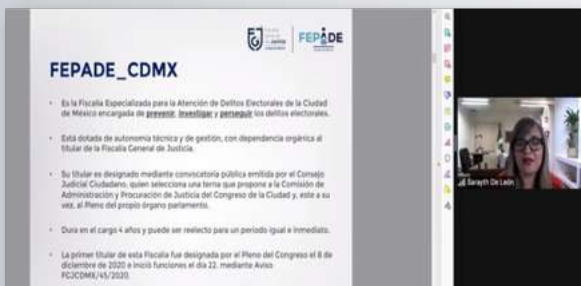 FGJ
FEPADE
FEPADE_CDMX
• Es la Fiscalía Especializada para la Atención de Delitos Electorales de la Ciudad
de México encargada de prevenir, investigar y perseguir los delitos electorales.
• Está dotada de autonomía técnica y de gestión, con dependencia orgánica al
titular de la Fiscalía General de Justicia.
• Su titular es designado mediante convocatoria pública emitida por el Consejo
Judicial Ciudadano, quien selecciona una terna que propone a la Comisión de
Administración y Procuración de Justicia del Congreso de la Ciudad y, este a su
vez, al Pleno del propio órgano parlamento.
• Dura en el cargo 4 años y puede ser reelecto para un periodo igual e inmediato.
• La primer titular de esta Fiscalía fue designada por el Pleno del Congreso el 8 de
diciembre de 2020 e inició funciones el día 22, mediante Aviso
FGJCDMX/45/2020.
Sarayth De León